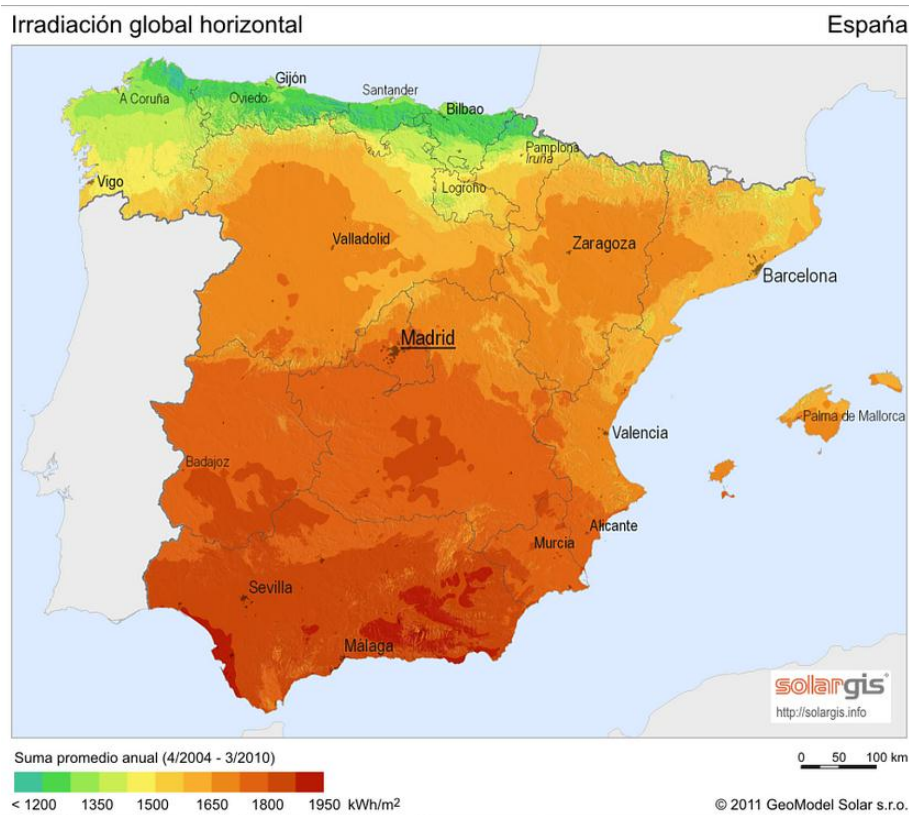 Irradiación global horizontal
España
Gijón
A Coruña
Oviedo
Santander
Bilbao
Pamplona
Iruña
Vigo
Logroño
Valladolid
Zaragoza
Barcelona
Madrid
Palma de Mallorca
Valencia
Badajoz
Alicante
Murcia
Sevilla
Málaga
solargis
http://solargis.info
Suma promedio anual (4/2004 - 3/2010)
0 50 100 km
< 1200 1350 1500 1650 1800 1950 kWh/m²
© 2011 GeoModel Solar s.r.o.